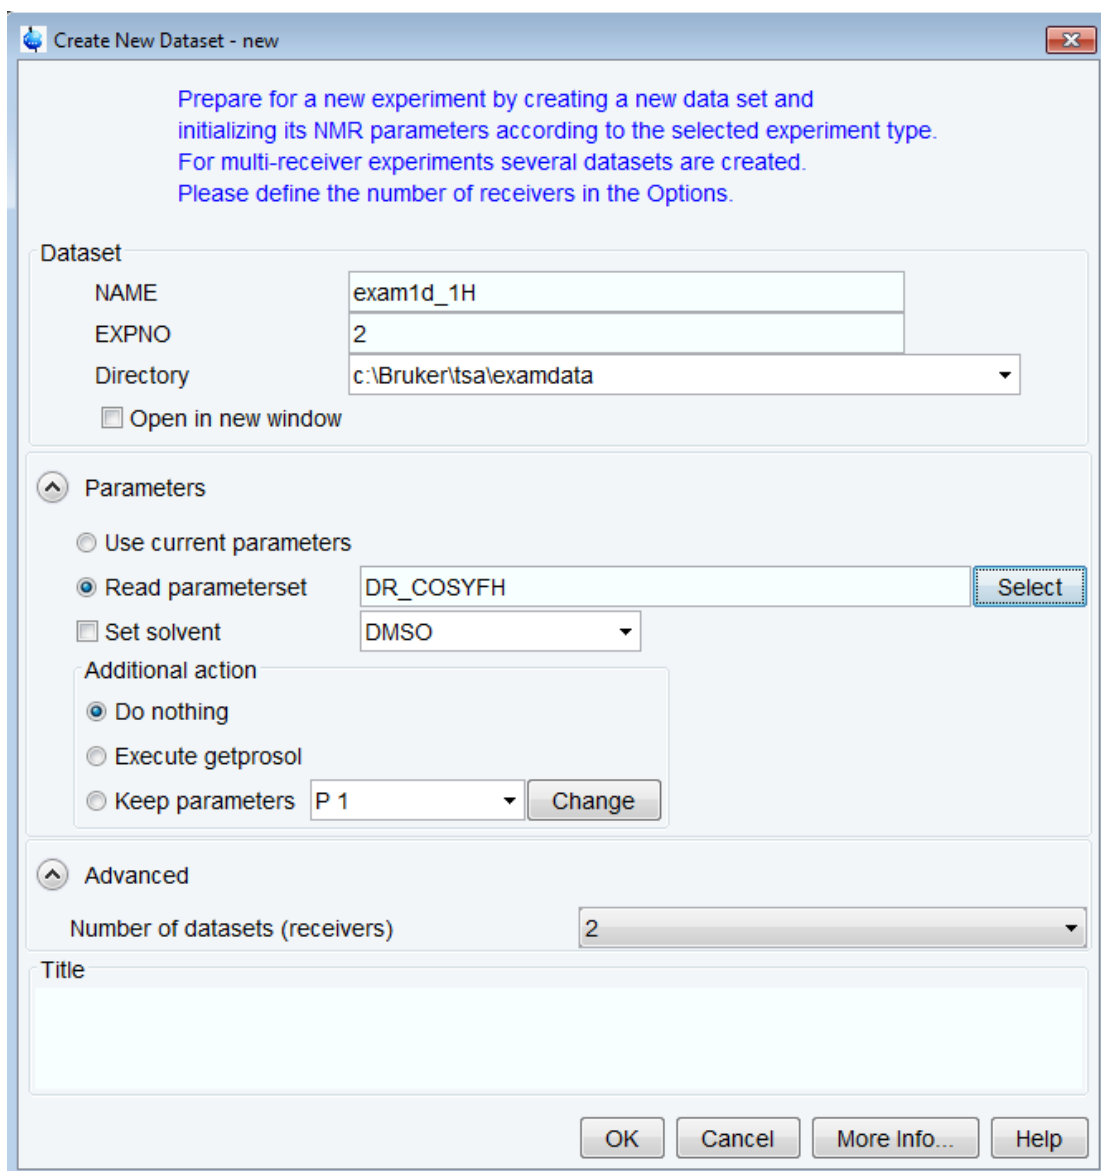 Create New Dataset - new
Prepare for a new experiment by creating a new data set and
initializing its NMR parameters according to the selected experiment type.
For multi-receiver experiments several datasets are created.
Please define the number of receivers in the Options.
Dataset
NAME exam1d_1H
EXPNO 2
Directory c:\Bruker\tsa\examdata
Open in new window
Parameters
Use current parameters
Read parameterset DR_COSYFH Select
Set solvent DMSO
Additional action
Do nothing
Execute getprosol
Keep parameters P 1 Change
Advanced
Number of datasets (receivers) 2
Title
OK Cancel More Info... Help